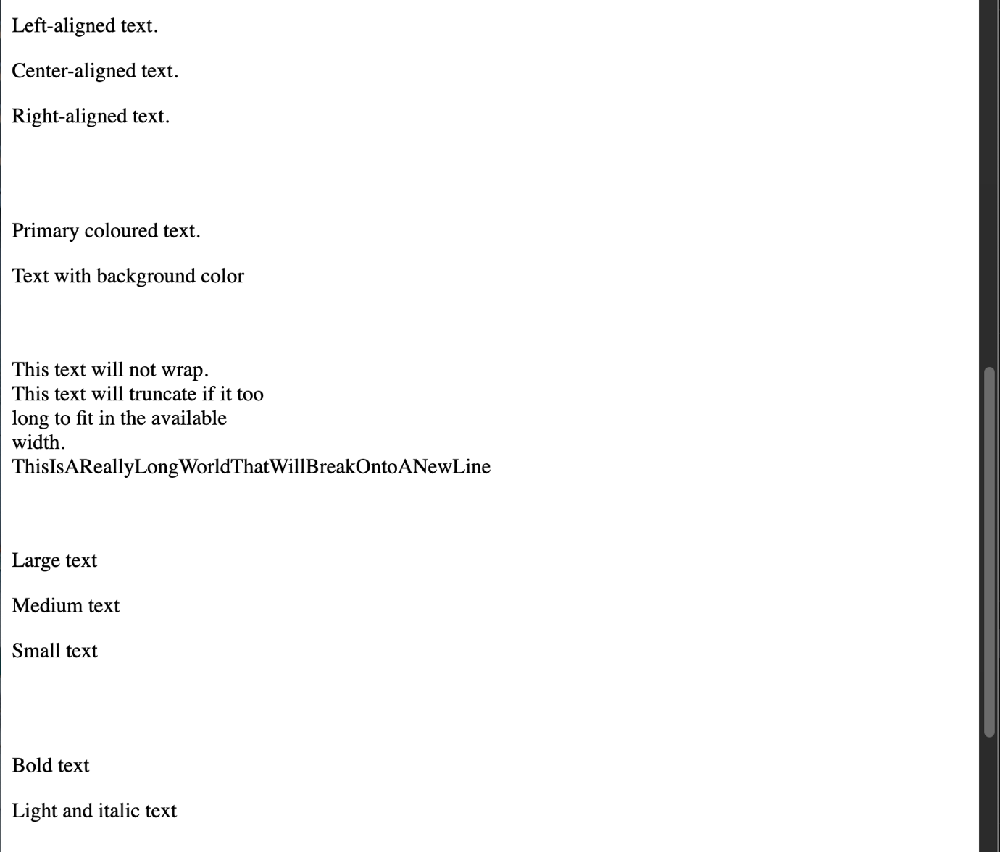 Left-aligned text.
Center-aligned text.
Right-aligned text.
Primary coloured text.
Text with background color
This text will not wrap.
This text will truncate if it too
long to fit in the available
width.
ThisIsAReallyLongWorldThatWillBreakOntoANewLine
Large text
Medium text
Small text
Bold text
Light and italic text